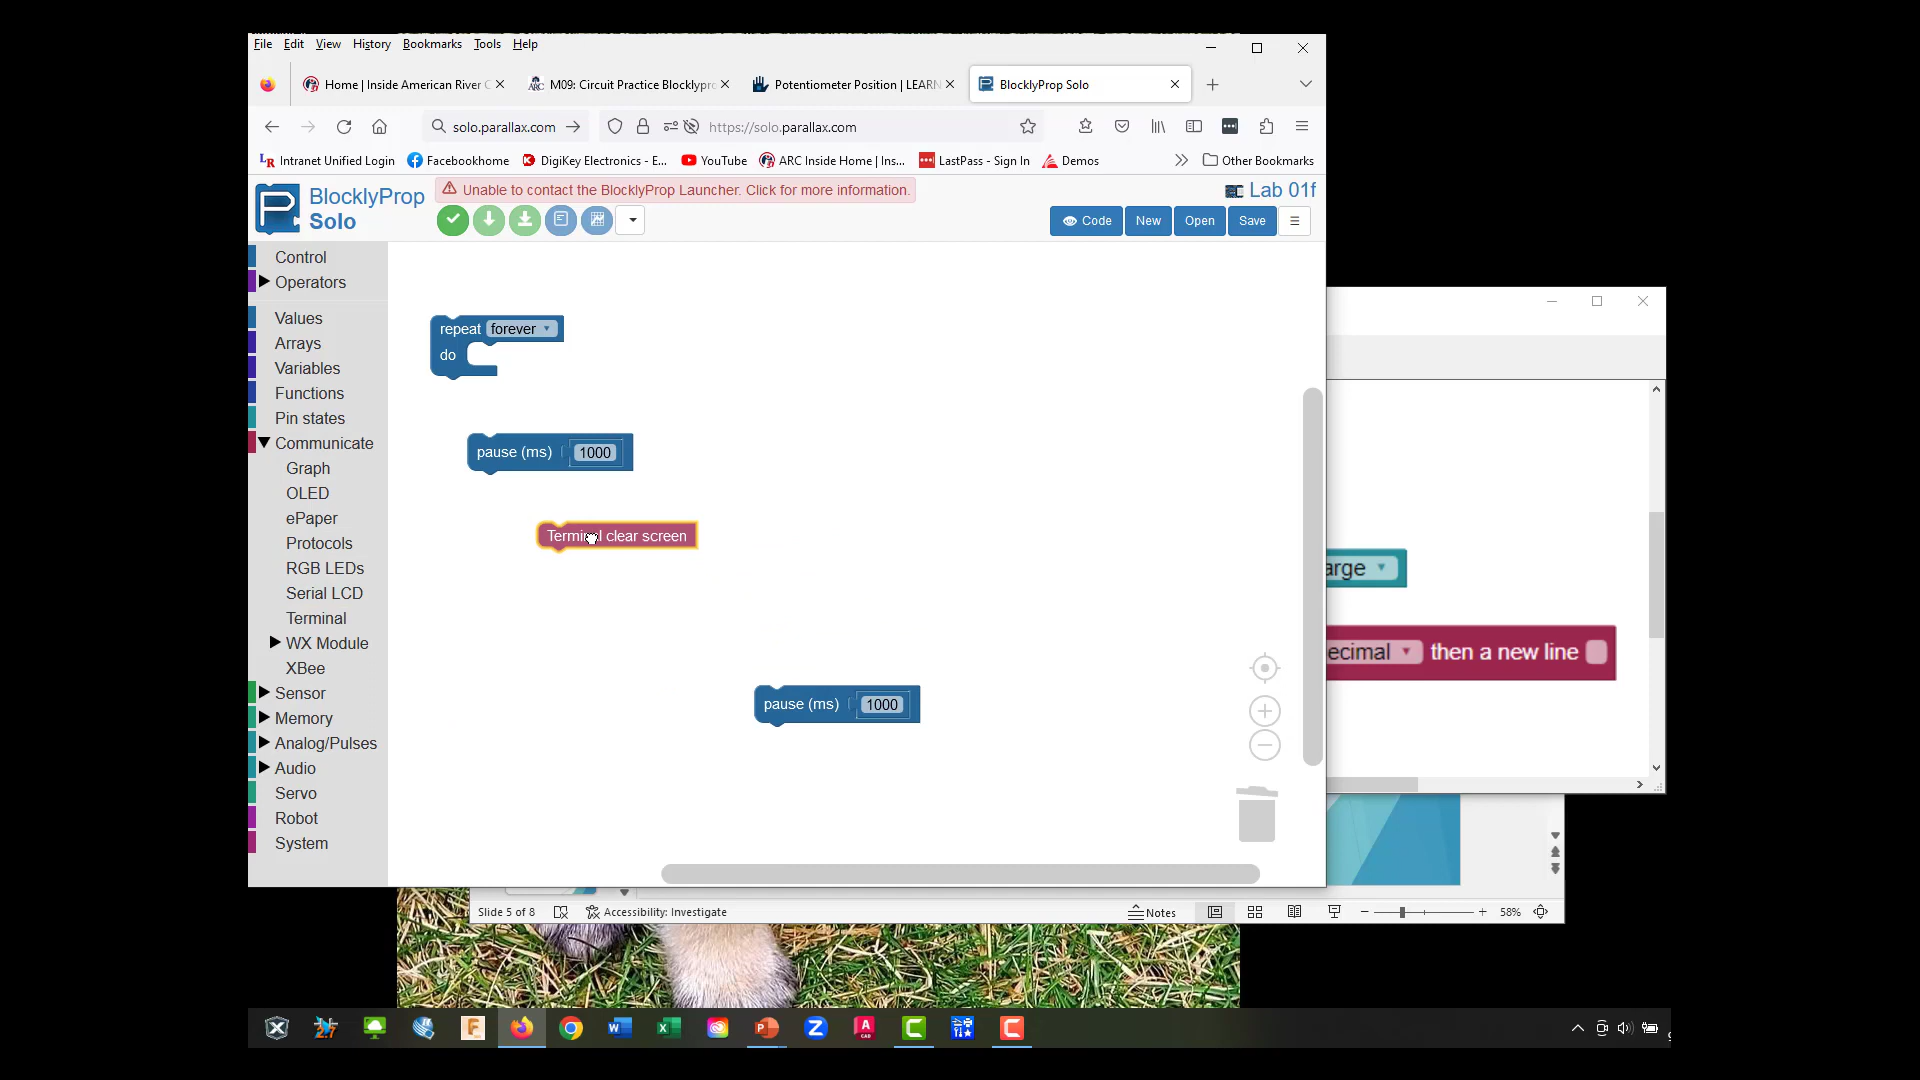 File Edit View History Bookmarks Tools Help
Home | Inside American River C
ARC M09: Circuit Practice Blocklypro
Potentiometer Position | LEARN
BlocklyProp Solo
solo.parallax.com
https://solo.parallax.com
LR Intranet Unified Login
Facebookhome
DigiKey Electronics - E...
YouTube
ARC Inside Home | Ins...
LastPass - Sign In
Demos
Other Bookmarks
BlocklyProp
Solo
Unable to contact the BlocklyProp Launcher. Click for more information.
Lab 01f
Code
New
Open
Save
Control
Operators
Values
Arrays
Variables
Functions
Pin states
Communicate
Graph
OLED
ePaper
Protocols
RGB LEDs
Serial LCD
Terminal
WX Module
XBee
Sensor
Memory
Analog/Pulses
Audio
Servo
Robot
System
repeat forever
do
pause (ms) 1000
Terminal clear screen
pause (ms) 1000
arge
ecimal then a new line
Slide 5 of 8
Accessibility: Investigate
Notes
58%